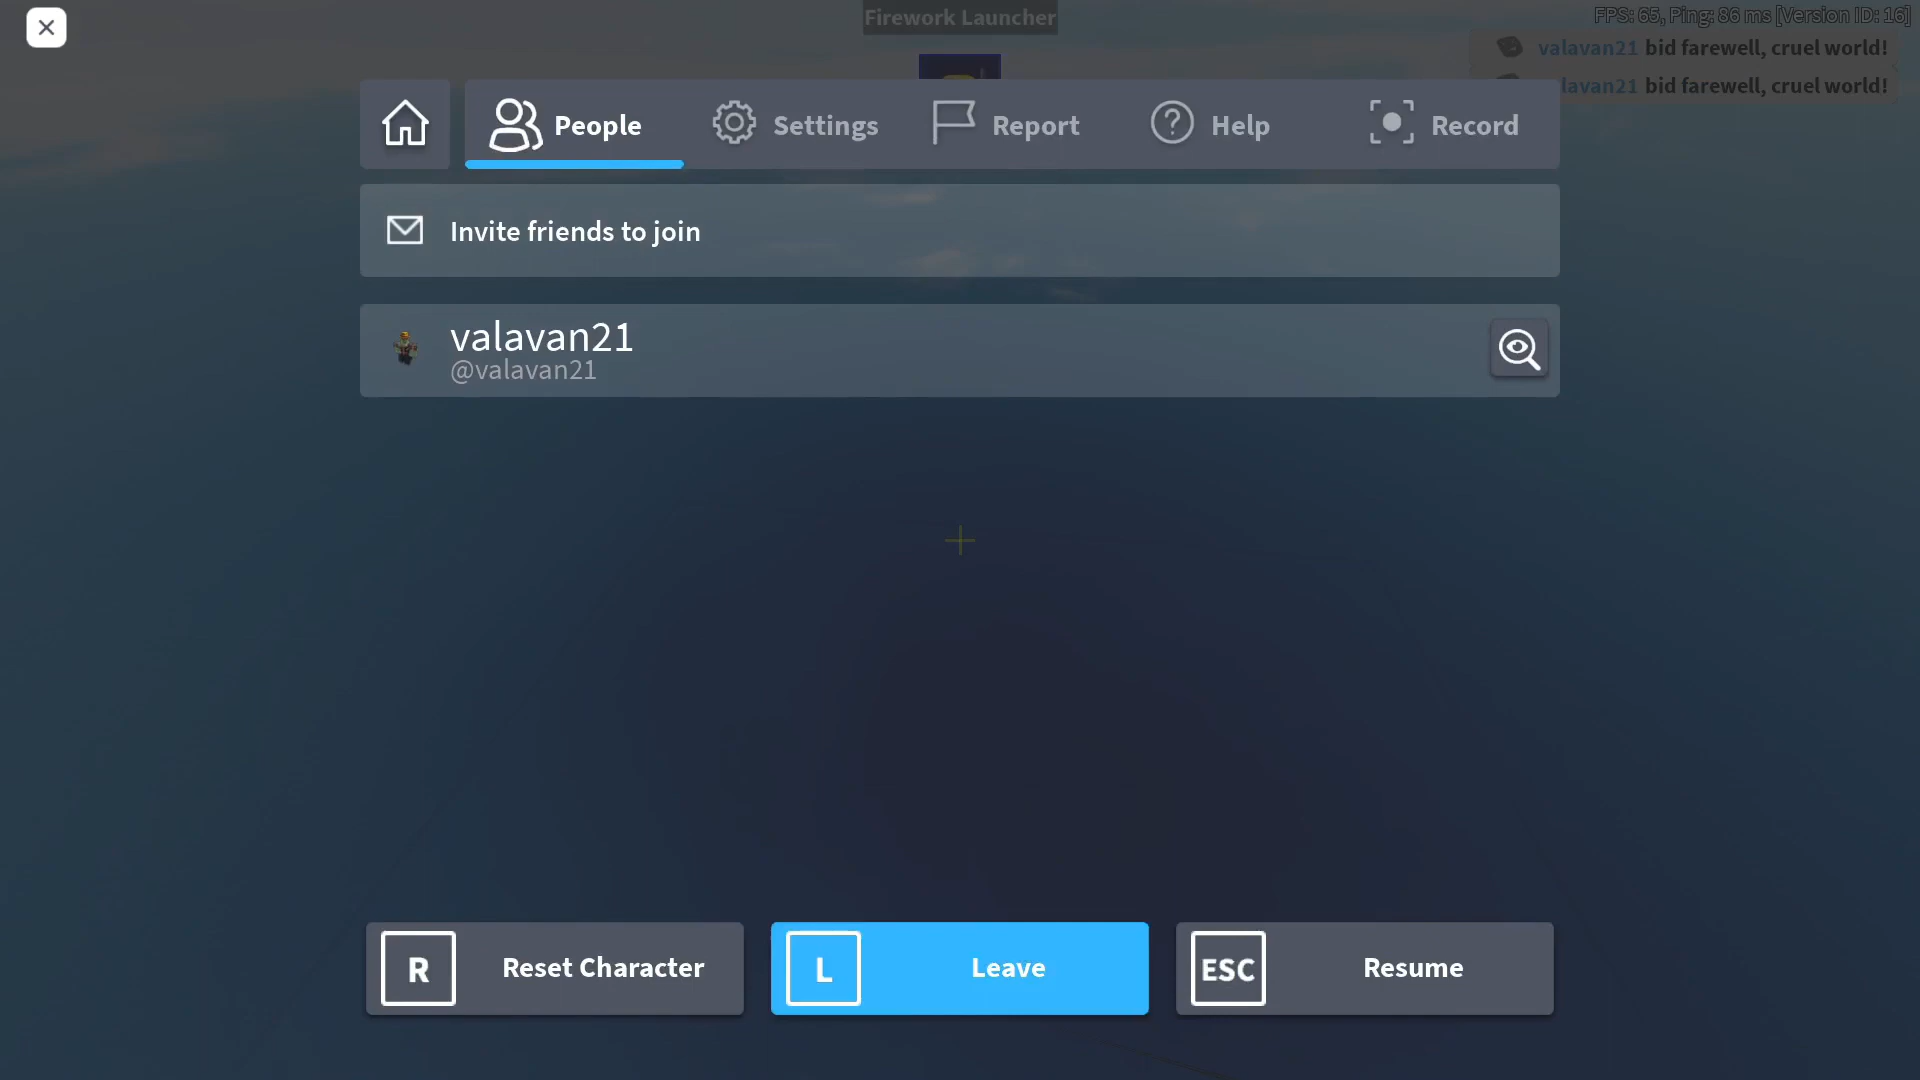 Firework Launcher
FPS: 65, Ping: 86 ms [Version ID: 16]
valavan21 bid farewell, cruel world!
lavan21 bid farewell, cruel world!
People
Settings
Report
Help
Record
Invite friends to join
valavan21
@valavan21
R Reset Character
L Leave
ESC Resume